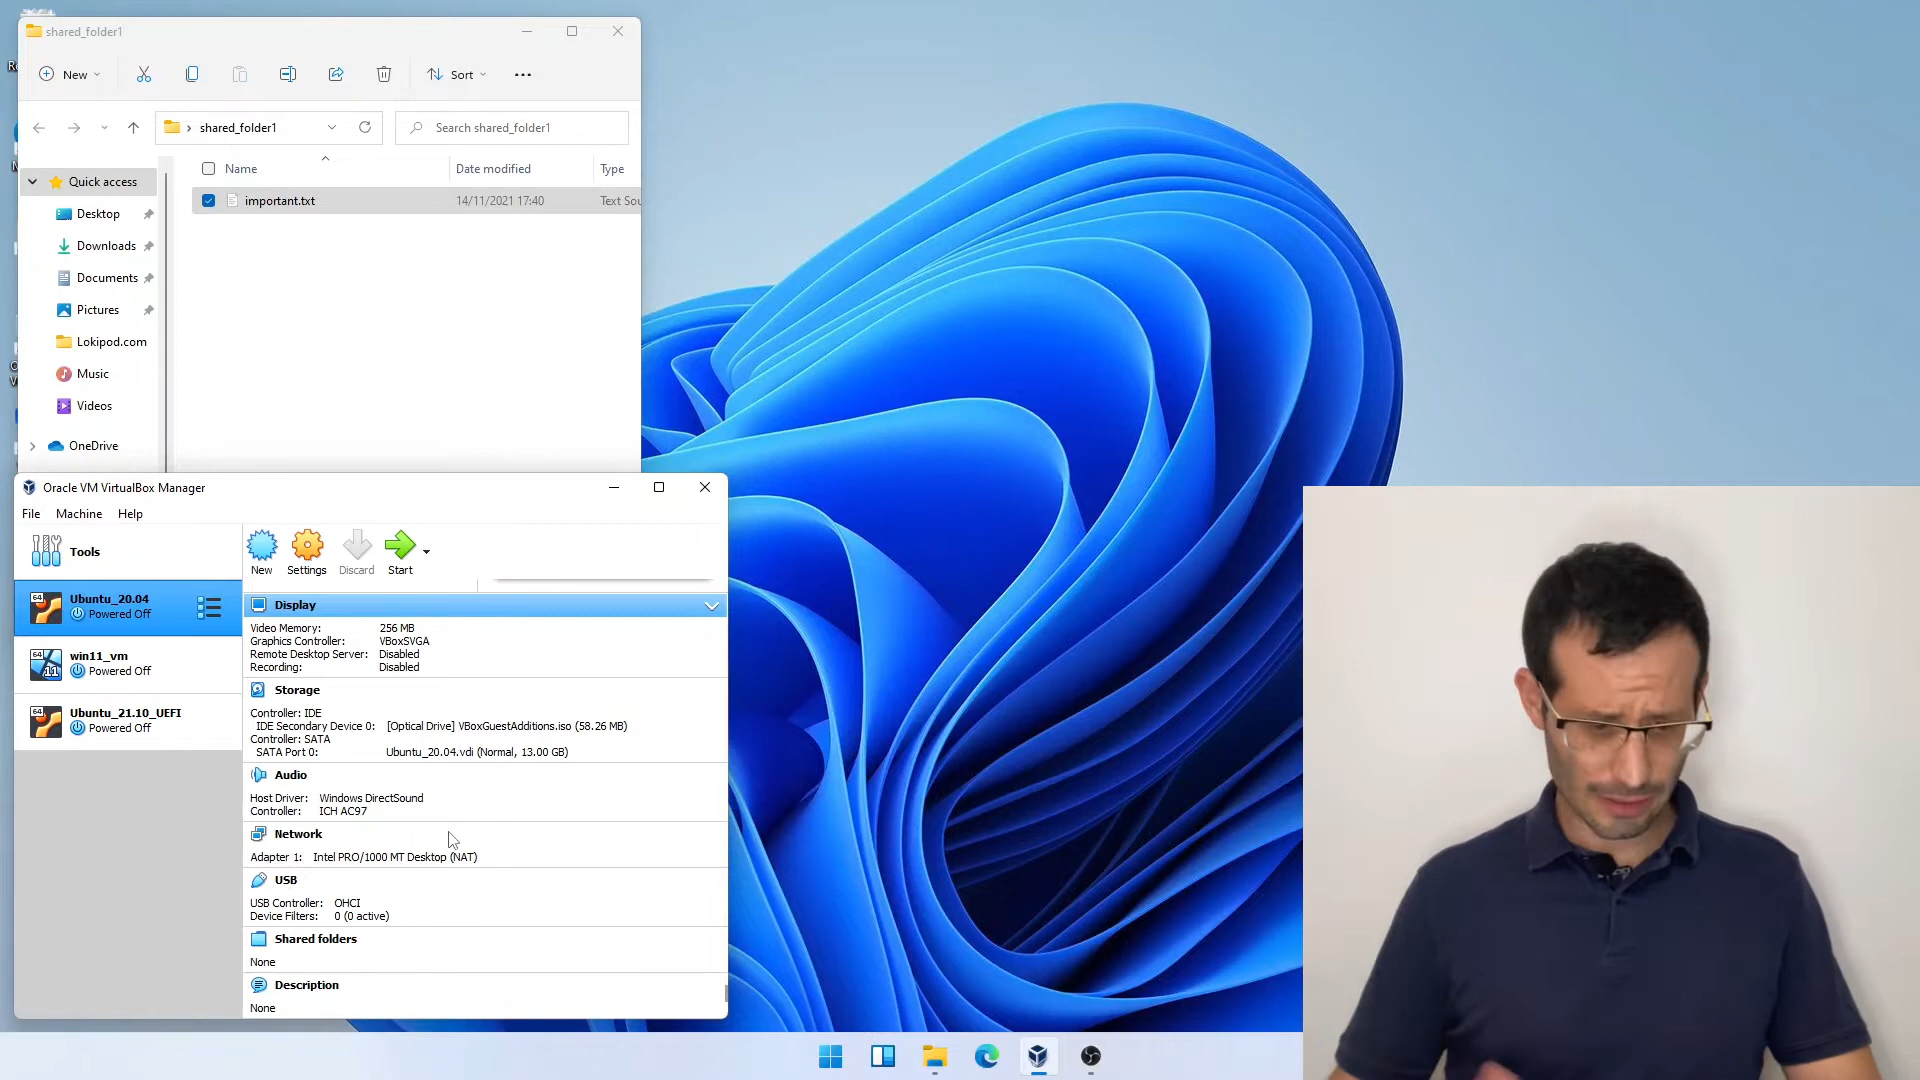 shared_folder1
New
Sort
shared_folder1
Search shared_folder1
Name
Date modified
Type
Quick access
important.txt
14/11/2021 17:40
Text Sou
Desktop
Downloads
Documents
Pictures
Lokipod.com
Music
Videos
OneDrive
Oracle VM VirtualBox Manager
File Machine Help
Tools
New
Settings
Discard
Start
64
Ubuntu_20.04
Powered Off
64
11
win11_vm
Powered Off
64
Ubuntu_21.10_UEFI
Powered Off
Display
Video Memory: 256 MB
Graphics Controller: VBoxSVGA
Remote Desktop Server: Disabled
Recording: Disabled
Storage
Controller: IDE
IDE Secondary Device 0: [Optical Drive] VBoxGuestAdditions.iso (58.26 MB)
Controller: SATA
SATA Port 0: Ubuntu_20.04.vdi (Normal, 13.00 GB)
Audio
Host Driver: Windows DirectSound
Controller: ICH AC97
Network
Adapter 1: Intel PRO/1000 MT Desktop (NAT)
USB
USB Controller: OHCI
Device Filters: 0 (0 active)
Shared folders
None
Description
None